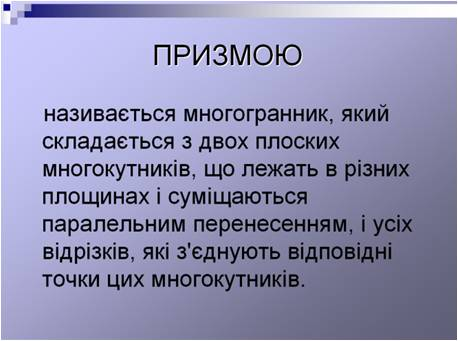 ПРИЗМОЮ
називається многогранник, який
складається з двох плоских
многокутників, що лежать в різних
площинах і суміщаються
паралельним перенесенням, і усіх
відрізків, які з'єднують відповідні
точки цих многокутників.